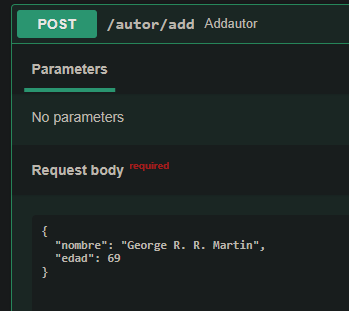 POST /autor/add Addautor
Parameters
No parameters
Request body required
{
  "nombre": "George R. R. Martin",
  "edad": 69
}